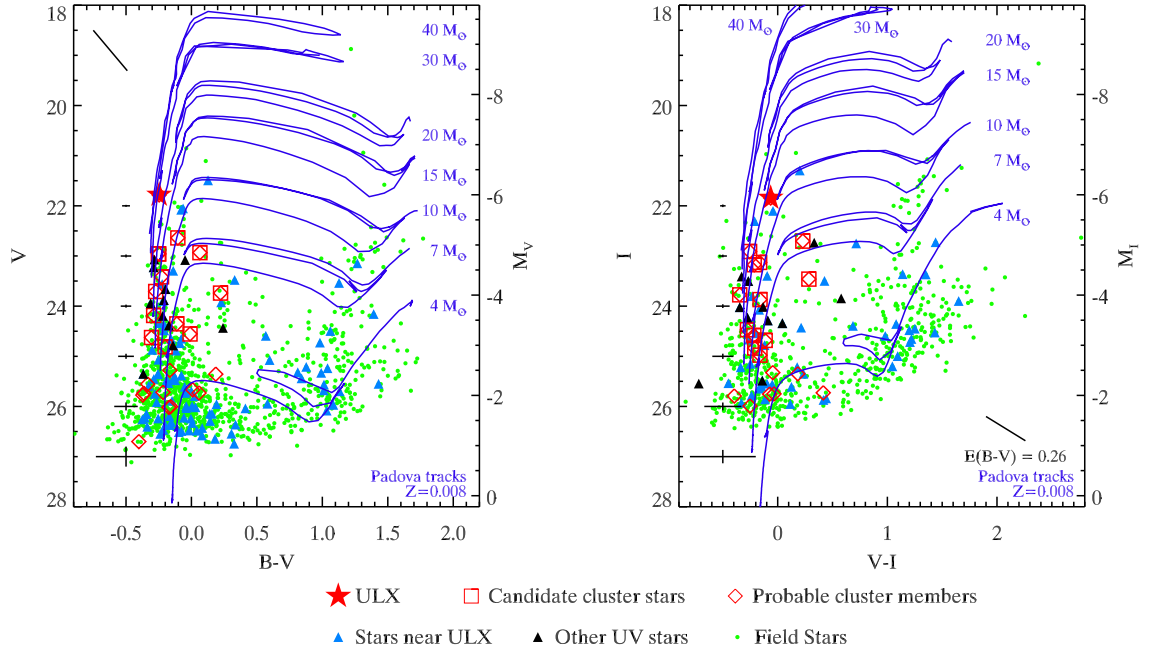 18
20
22
24
26
28
V
-0.5
0.0
0.5
1.0
1.5
2.0
B-V
-8
-6
-4
-2
0
M_V
40 M⊙
30 M⊙
20 M⊙
15 M⊙
10 M⊙
7 M⊙
4 M⊙
Padova tracks
Z=0.008
18
20
22
24
26
28
I
0
1
2
V-I
-8
-6
-4
-2
0
M_I
40 M⊙
30 M⊙
20 M⊙
15 M⊙
10 M⊙
7 M⊙
4 M⊙
E(B-V) = 0.26
Padova tracks
Z=0.008
ULX
Candidate cluster stars
Probable cluster members
Stars near ULX
Other UV stars
Field Stars